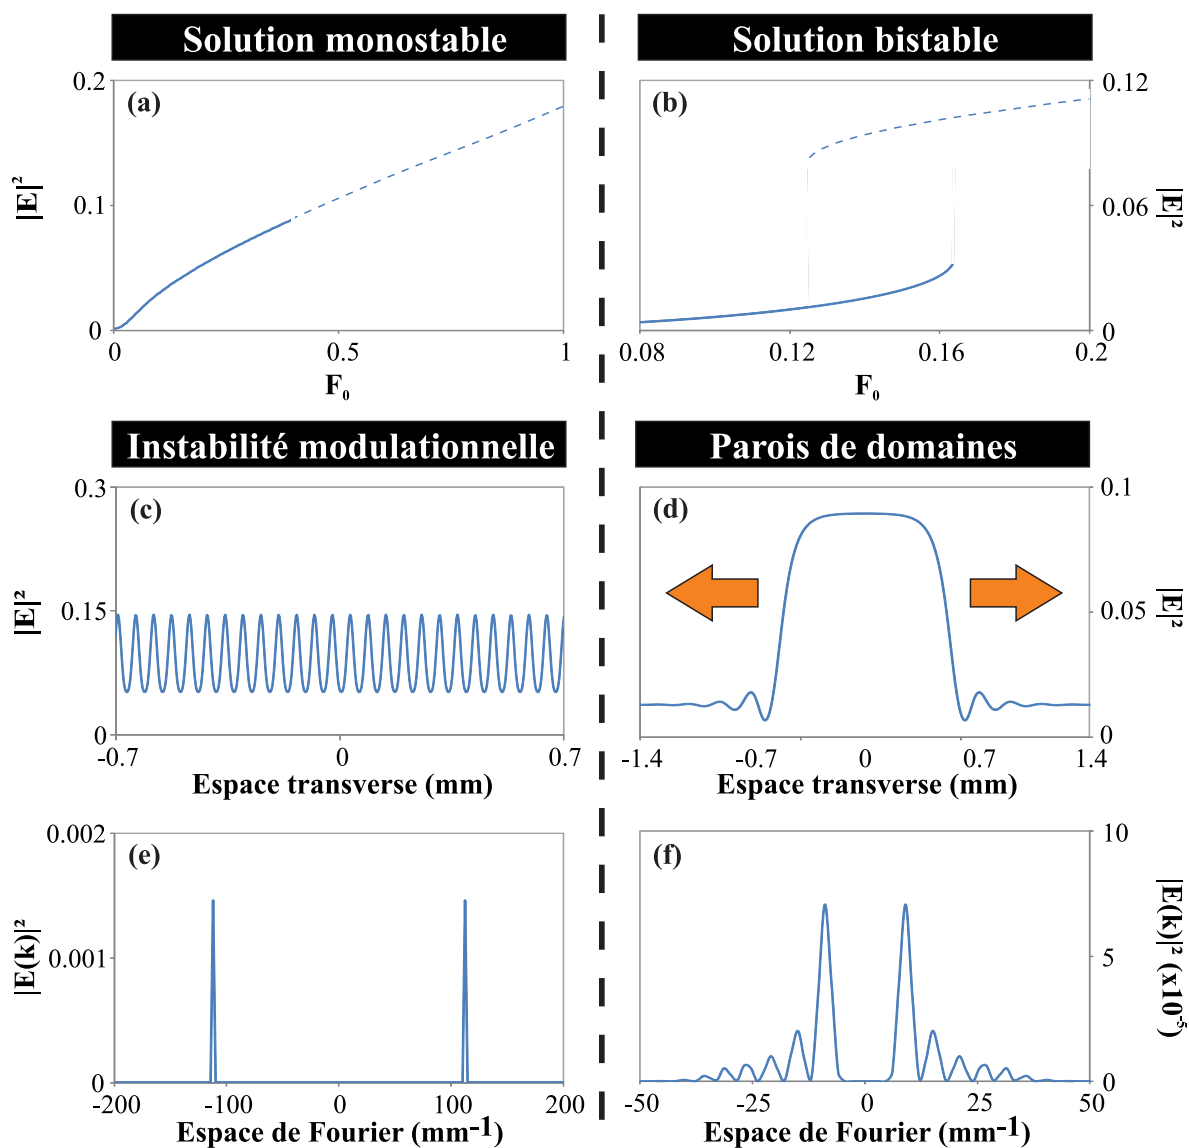 Solution monostable
Solution bistable
(a)
0.2
0.1
0
|E|²
0
0.5
1
F₀
(b)
0.12
0.06
0
|E|²
0.08
0.12
0.16
0.2
F₀
Instabilité modulationnelle
Parois de domaines
(c)
0.3
0.15
0
|E|²
-0.7
0
0.7
Espace transverse (mm)
(d)
0.1
0.05
0
|E|²
-1.4
-0.7
0
0.7
1.4
Espace transverse (mm)
(e)
0.002
0.001
0
|E(k)|²
-200
-100
0
100
200
Espace de Fourier (mm⁻¹)
(f)
10
5
0
|E(k)|² (x10⁻⁵)
-50
-25
0
25
50
Espace de Fourier (mm⁻¹)